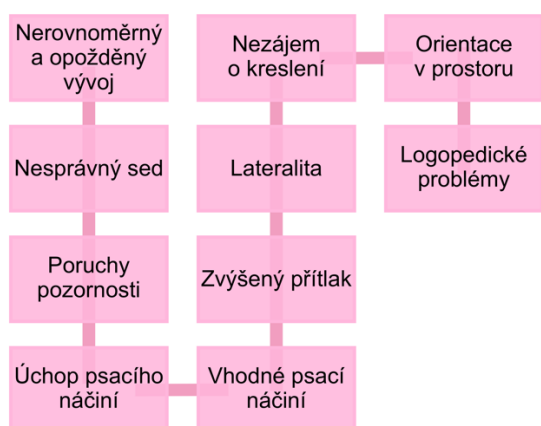 Nerovnoměrný
a opožděný
vývoj
Nesprávný sed
Poruchy
pozornosti
Úchop psacího
náčiní
Vhodné psací
náčiní
Zvýšený přítlak
Lateralita
Nezájem
o kreslení
Orientace
v prostoru
Logopedické
problémy